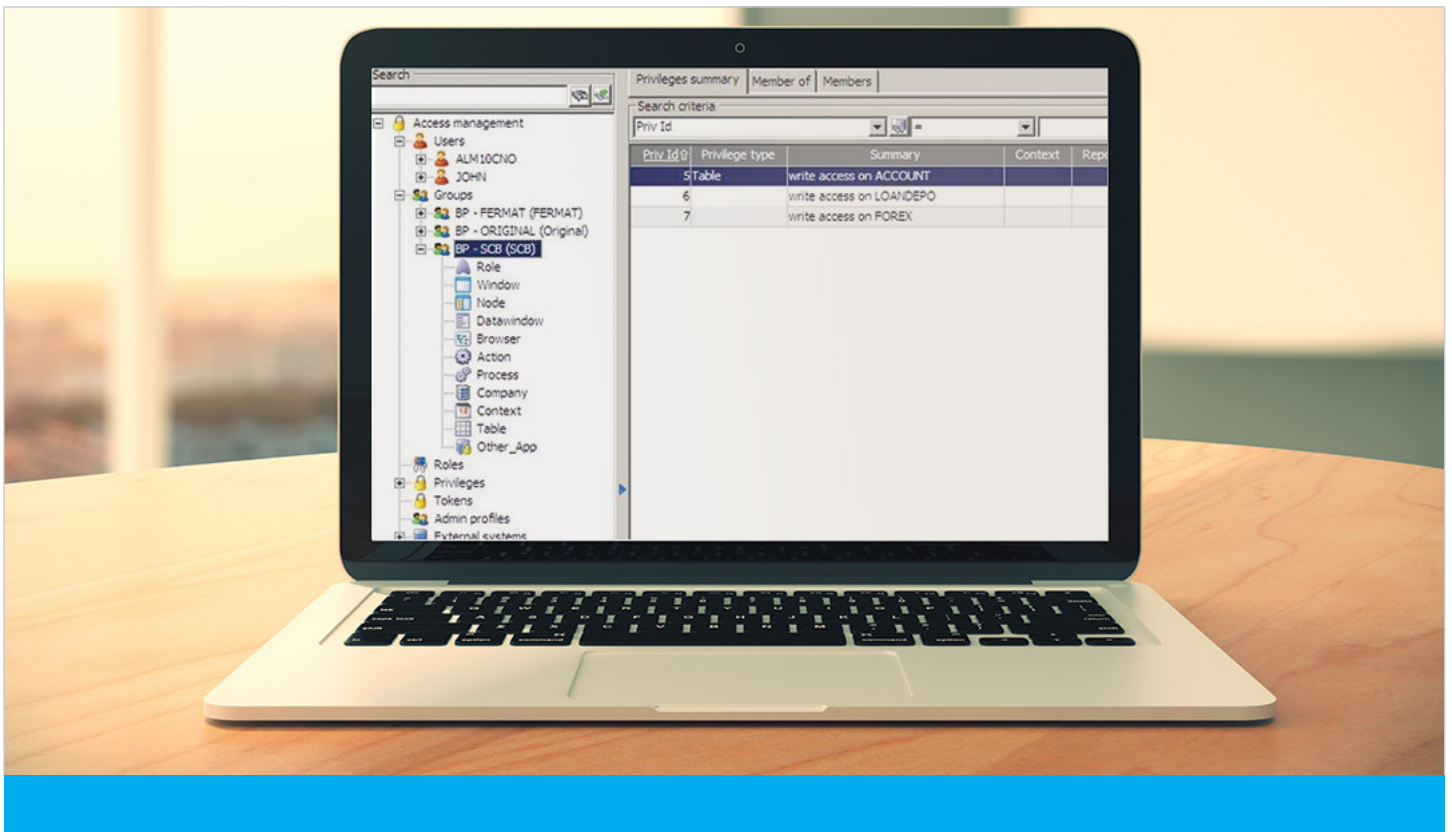 Search
Access management
Users
ALM10CNO
JOHN
Groups
BP - FERMAT (FERMAT)
BP - ORIGINAL (Original)
BP - SCB (SCB)
Role
Window
Node
Datawindow
Browser
Action
Process
Company
Context
Table
Other_App
Roles
Privileges
Tokens
Admin profiles
External systems
Privileges summary Member of Members
Search criteria
Priv Id =
Priv Id Privilege type Summary Context
5 Table write access on ACCOUNT
6 write access on LOANDEPO
7 write access on FOREX